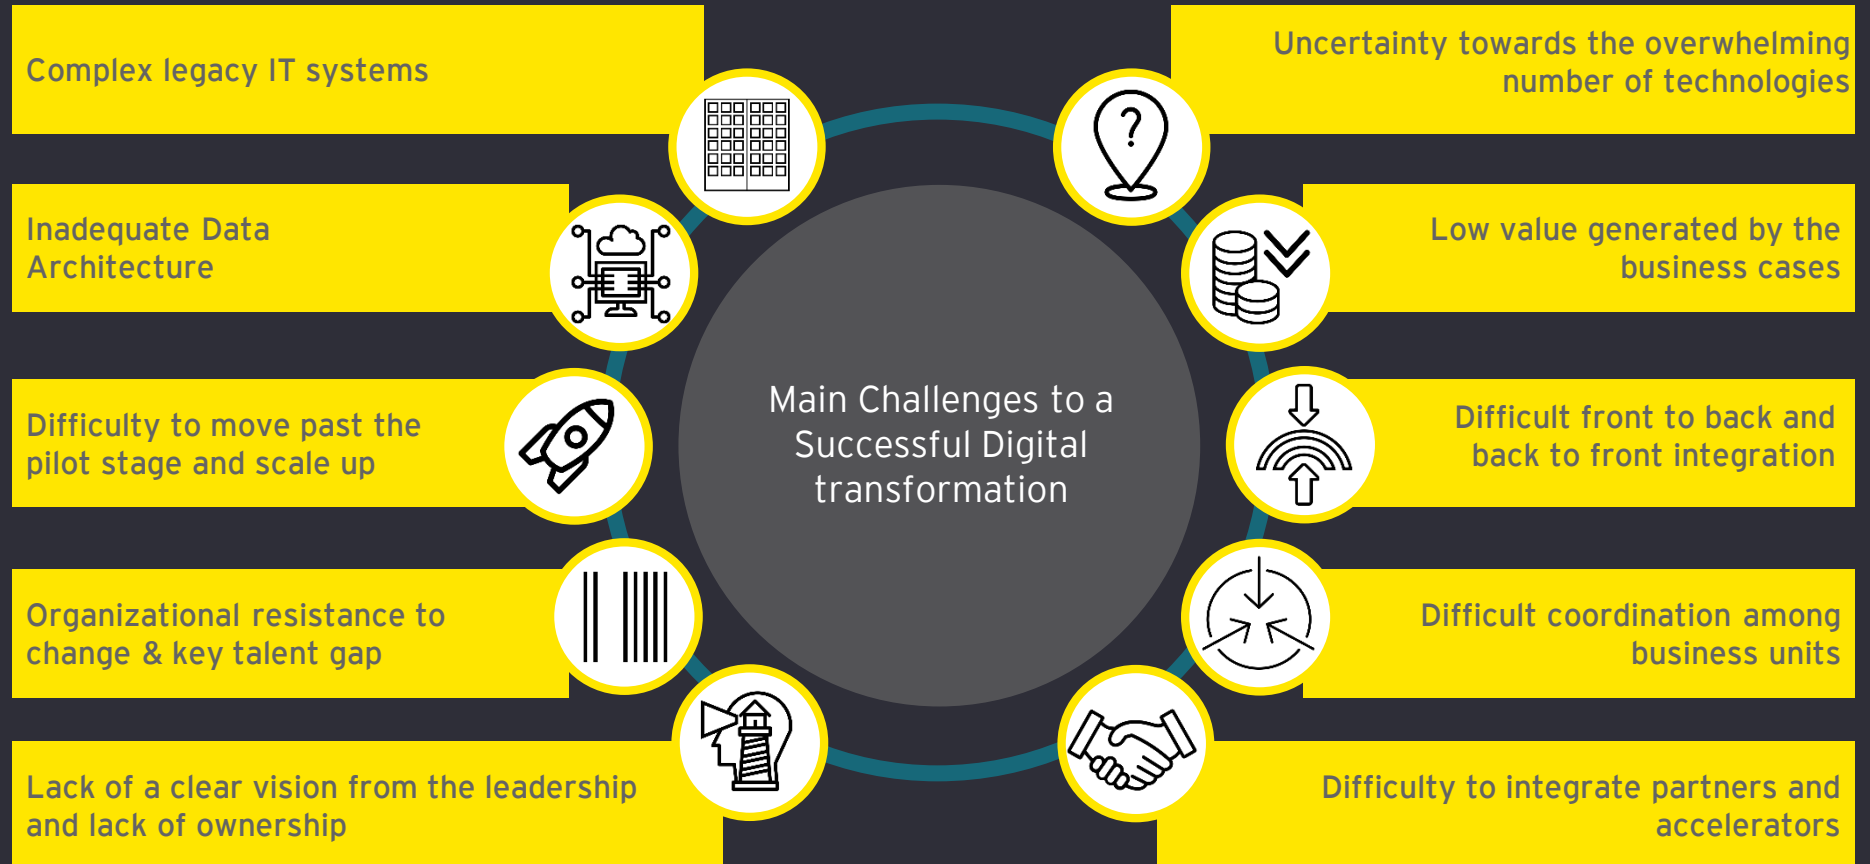 Complex legacy IT systems
Inadequate Data
Architecture
Difficulty to move past the
pilot stage and scale up
Organizational resistance to
change & key talent gap
Lack of a clear vision from the leadership
and lack of ownership
Main Challenges to a
Successful Digital
transformation
Uncertainty towards the overwhelming
number of technologies
?
Low value generated by the
business cases
Difficult front to back and
back to front integration
Difficult coordination among
business units
Difficulty to integrate partners and
accelerators